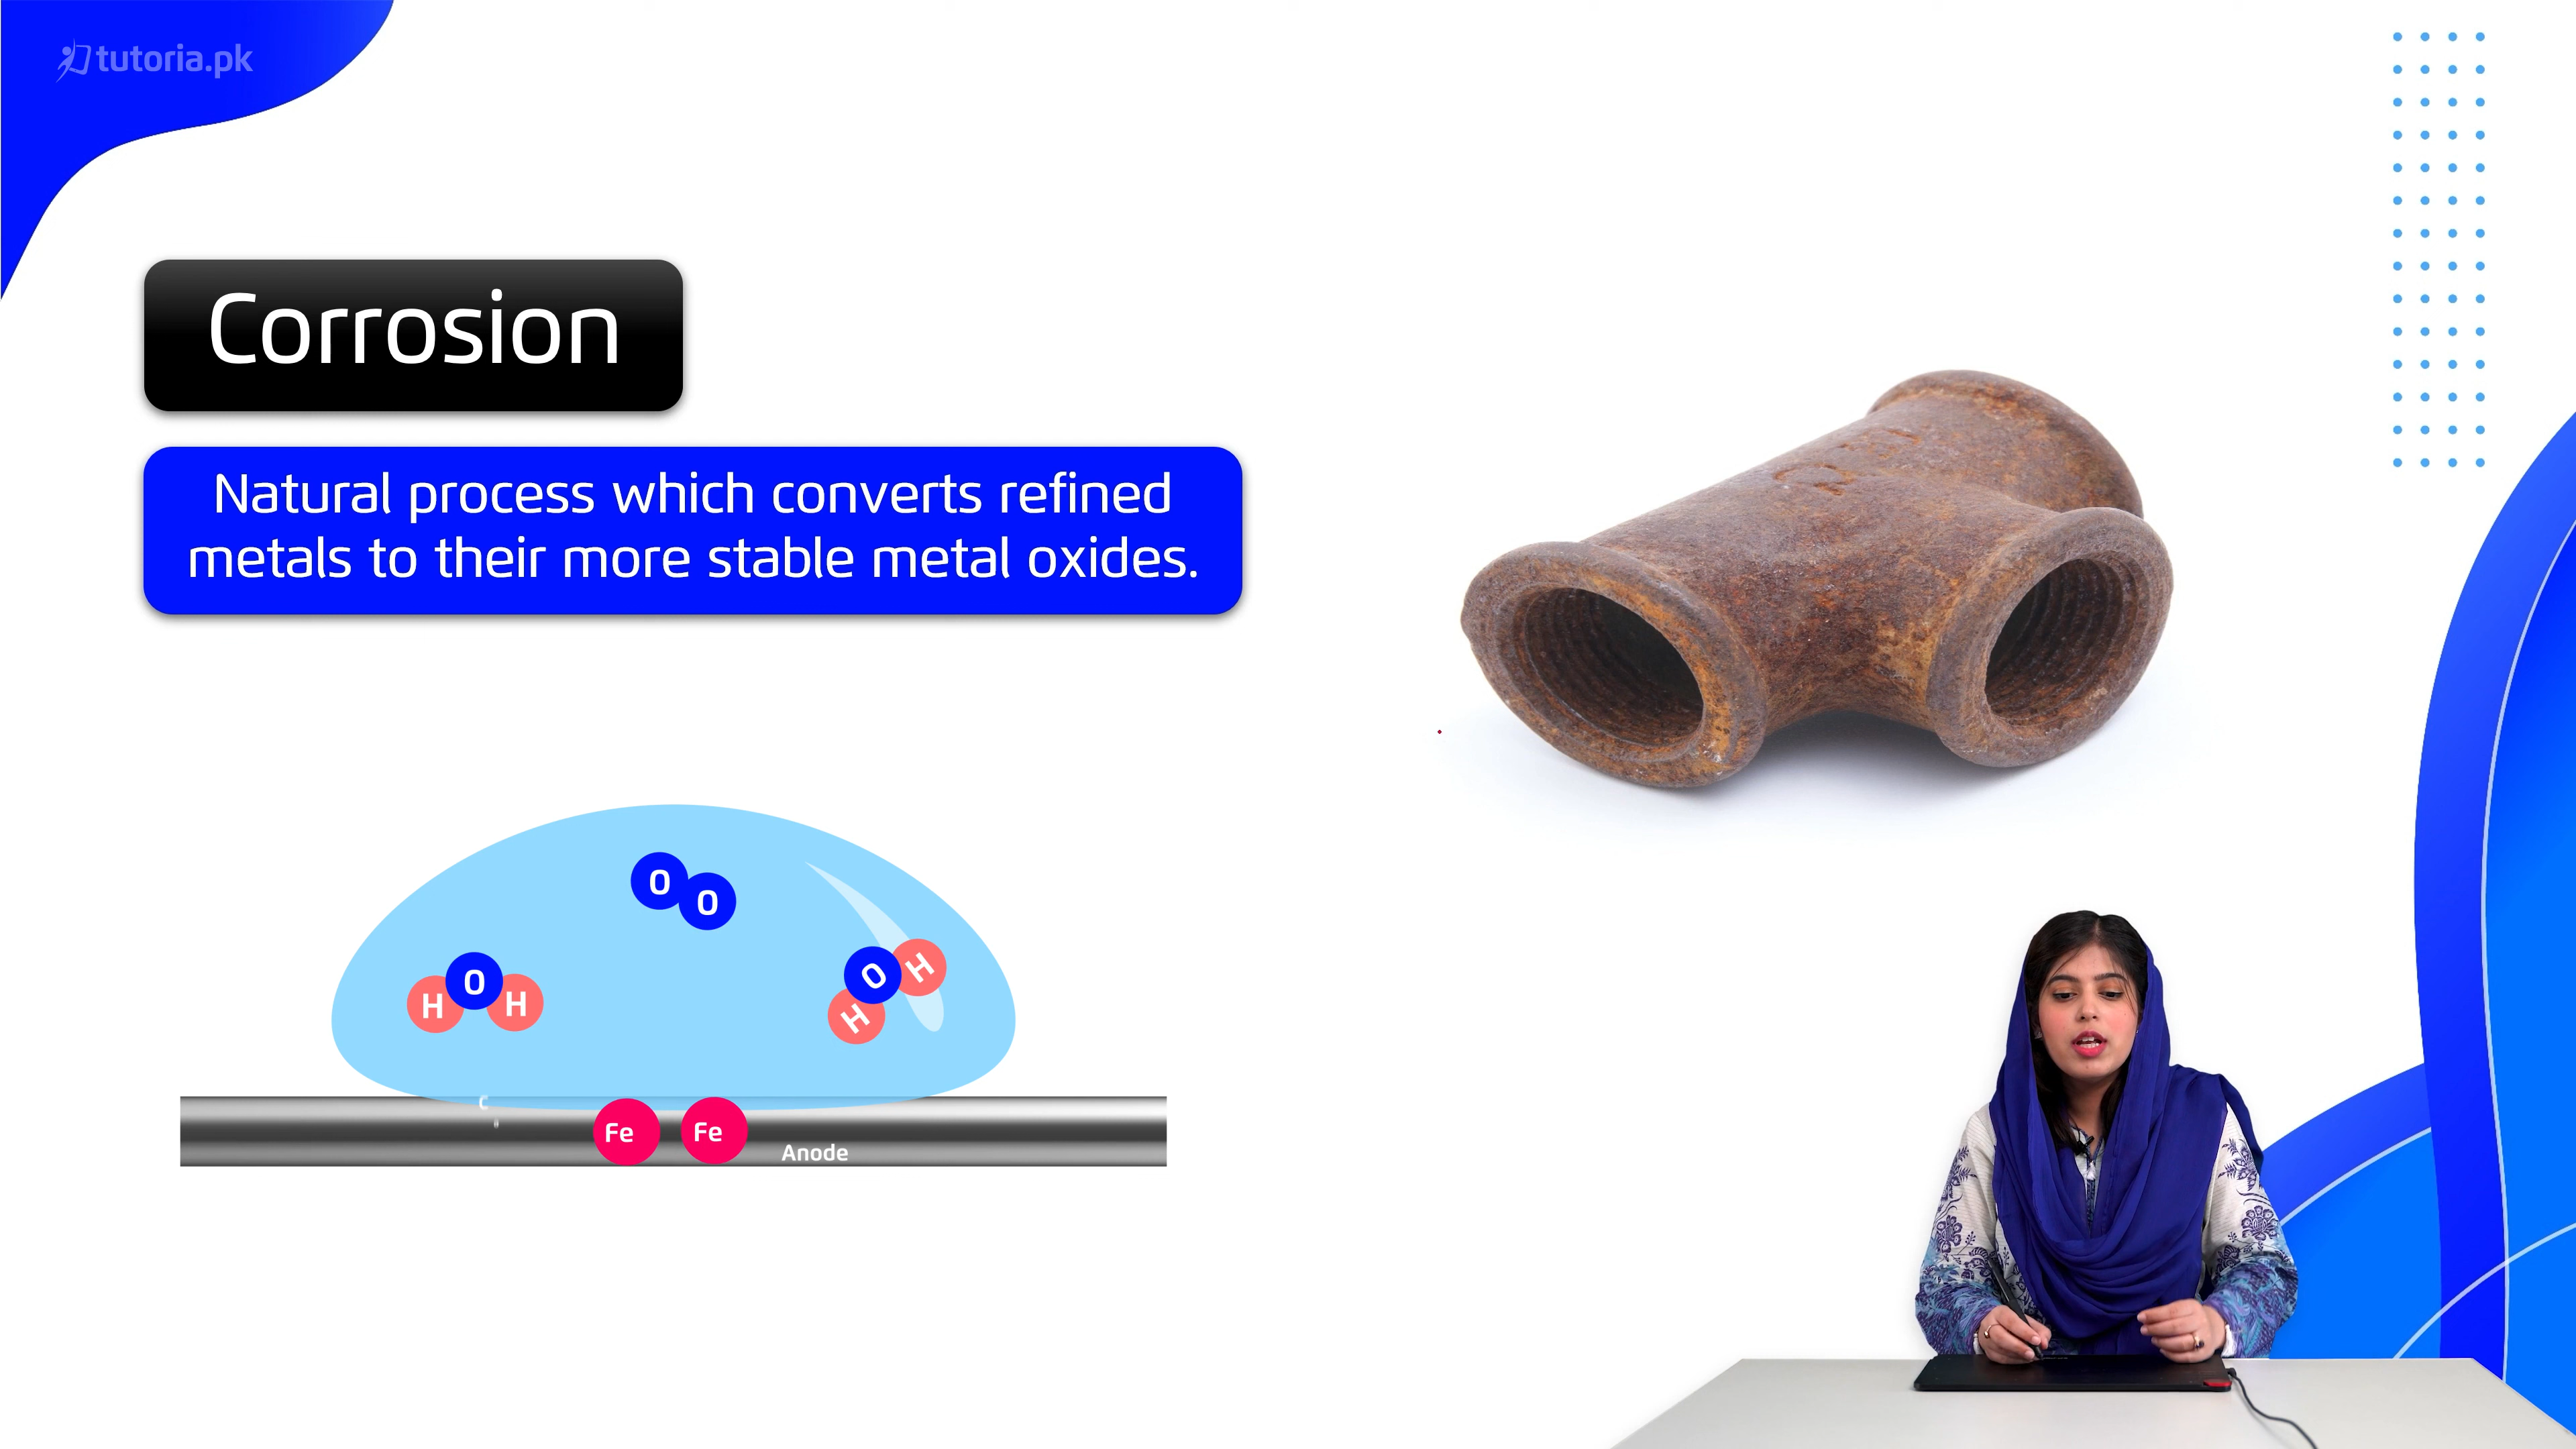 tutoria.pk
Corrosion
Natural process which converts refined
metals to their more stable metal oxides.
O
O
H O H
O H
H
C
Fe Fe
Anode